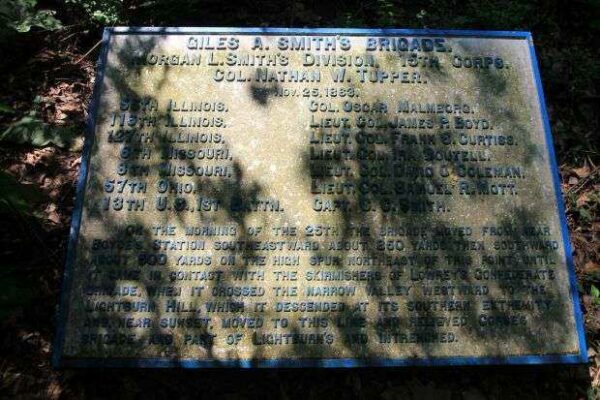 GILES A. SMITH'S BRIGADE.
MORGAN L. SMITH'S DIVISION, 15TH CORPS.
COL. NATHAN W. TUPPER.
NOV. 25, 1863.
55TH ILLINOIS. COL. OSCAR MALMBORG.
116TH ILLINOIS. LIEUT. COL. JAMES P. BOYD.
127TH ILLINOIS. LIEUT. COL. FRANK S. CURTISS.
6TH MISSOURI. LIEUT. COL. IRA BOUTELL.
8TH MISSOURI. LIEUT. COL. DAVID C. COLEMAN.
57TH OHIO. LIEUT. COL. SAMUEL R. MOTT.
13TH U.S., 1ST BATTN. CAPT. C. C. SMITH.
ON THE MORNING OF THE 25TH THE BRIGADE MOVED FROM NEAR
BOYCE'S STATION SOUTHEASTWARD ABOUT 350 YARDS THEN SOUTHWARD
ABOUT 600 YARDS ON THE HIGH SPUR NORTHEAST OF THIS POINT UNTIL
IT CAME IN CONTACT WITH THE SKIRMISHERS OF LOWREY'S CONFEDERATE
BRIGADE, WHEN IT CROSSED THE NARROW VALLEY WESTWARD TO THE
LIGHTBURN HILL, WHICH IT DESCENDED AT ITS SOUTHERN EXTREMITY
AND, NEAR SUNSET, MOVED TO THIS LINE AND RELIEVED CORSE'S
BRIGADE AND PART OF LIGHTBURN'S AND INTRENCHED.